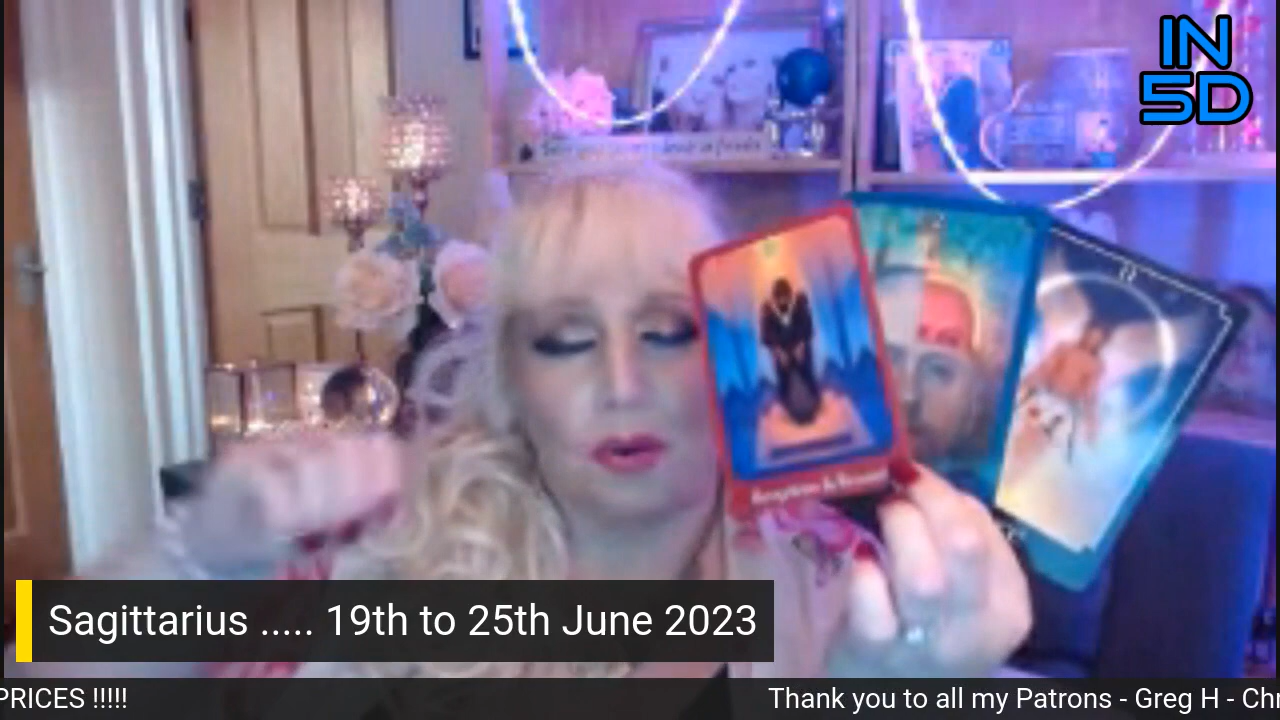 IN
5D
Sagittarius ..... 19th to 25th June 2023
PRICES !!!!!
Thank you to all my Patrons - Greg H - Chr